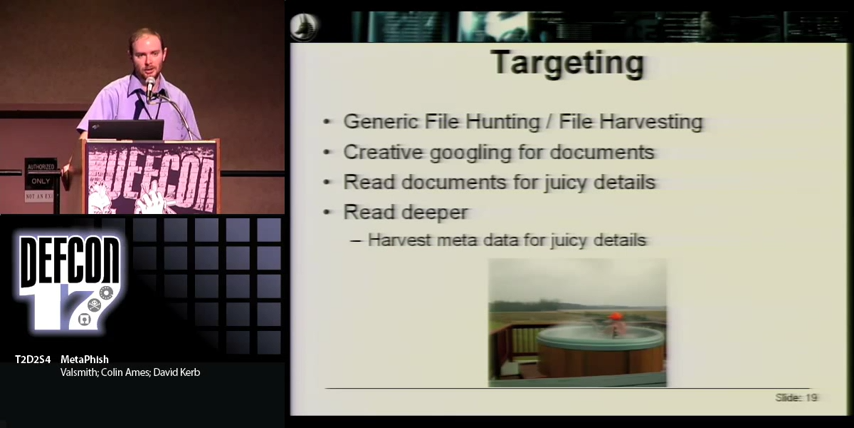 AUTHORIZED
ONLY
DEFCON
DEFCON
17
T2D2S4 MetaPhish
Valsmith; Colin Ames; David Kerb
Targeting
• Generic File Hunting / File Harvesting
• Creative googling for documents
• Read documents for juicy details
• Read deeper
– Harvest meta data for juicy details
Slide: 19